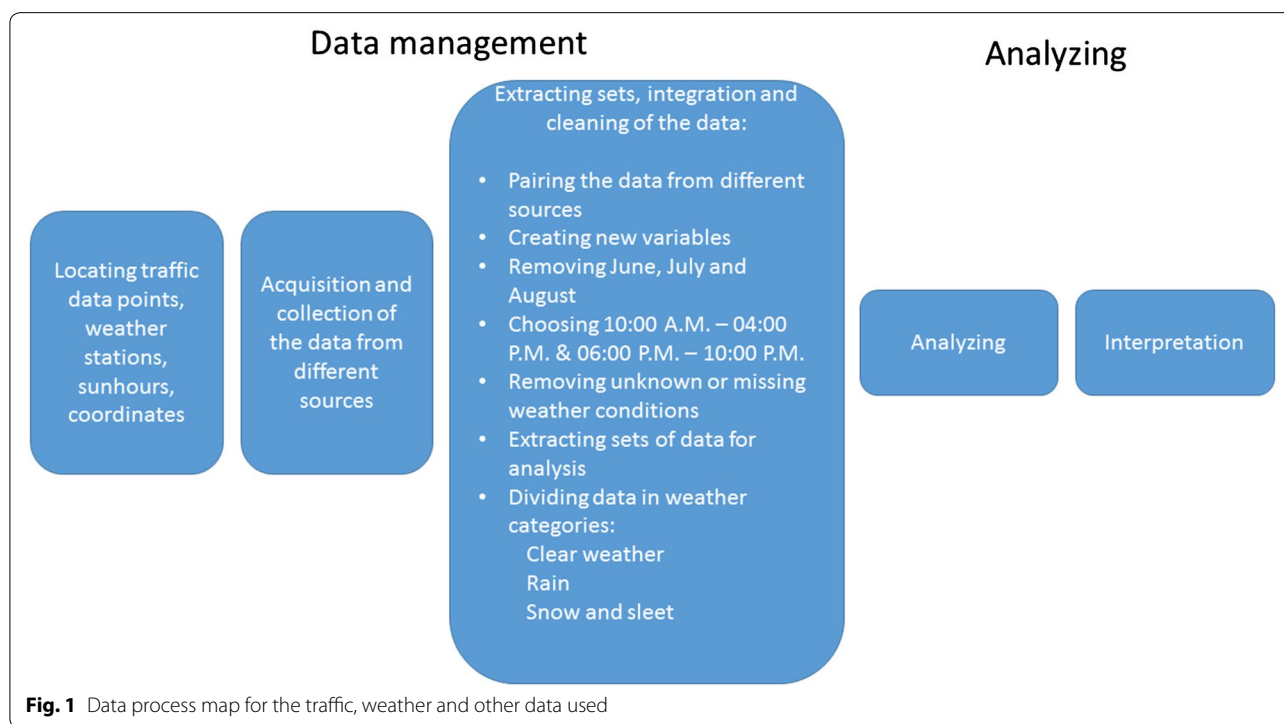 Data management
Analyzing
Locating traffic
data points,
weather
stations,
sunhours,
coordinates
Acquisition and
collection of
the data from
different
sources
Extracting sets, integration and
cleaning of the data:
• Pairing the data from different
sources
• Creating new variables
• Removing June, July and
August
• Choosing 10:00 A.M. – 04:00
P.M. & 06:00 P.M. – 10:00 P.M.
• Removing unknown or missing
weather conditions
• Extracting sets of data for
analysis
• Dividing data in weather
categories:
Clear weather
Rain
Snow and sleet
Analyzing
Interpretation
Fig. 1 Data process map for the traffic, weather and other data used